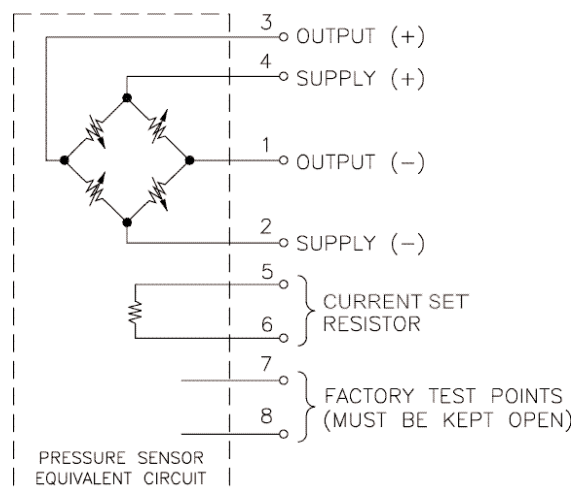 3 OUTPUT (+)
4 SUPPLY (+)
1 OUTPUT (−)
2 SUPPLY (−)
5
CURRENT SET
RESISTOR
6
7
FACTORY TEST POINTS
(MUST BE KEPT OPEN)
8
PRESSURE SENSOR
EQUIVALENT CIRCUIT